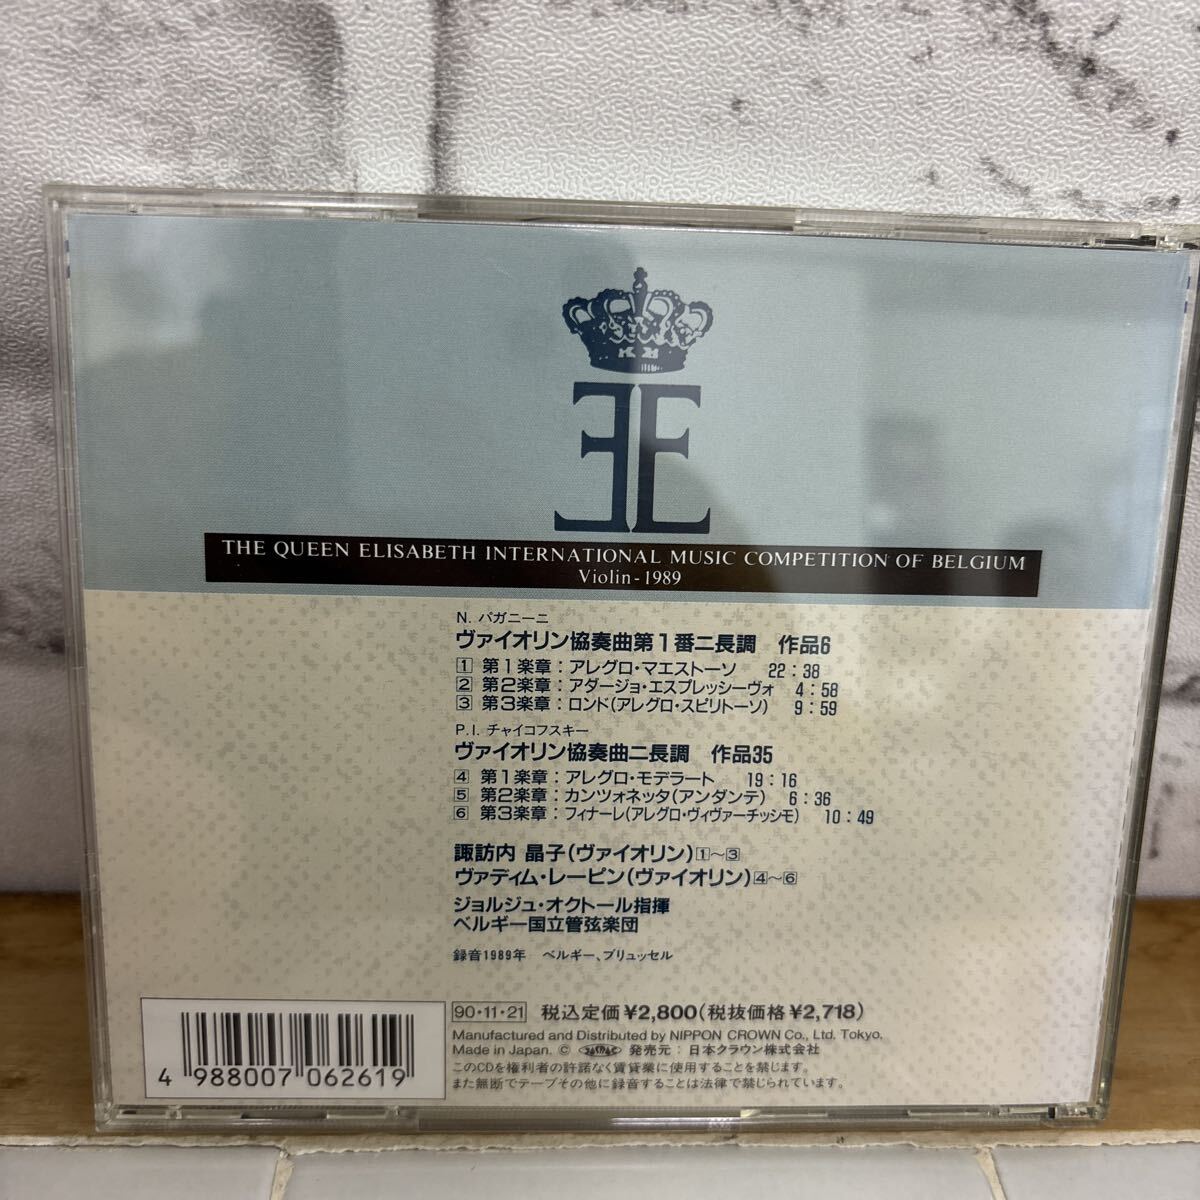 THE QUEEN ELISABETH INTERNATIONAL MUSIC COMPETITION OF BELGIUM
Violin-1989
N. パガニーニ
ヴァイオリン協奏曲第1番ニ長調 作品6
1 第1楽章:アレグロ・マエストーソ 22:38
2 第2楽章:アダージョ・エスプレッシーヴォ 4:58
3 第3楽章:ロンド(アレグロ・スピリトーソ) 9:59
P.I. チャイコフスキー
ヴァイオリン協奏曲ニ長調 作品35
4 第1楽章:アレグロ・モデラート 19:16
5 第2楽章:カンツォネッタ(アンダンテ) 6:36
6 第3楽章:フィナーレ(アレグロ・ヴィヴァーチッシモ) 10:49
諏訪内 晶子(ヴァイオリン)1~3
ヴァディム・レーピン(ヴァイオリン)4~6
ジョルジュ・オクトール指揮
ベルギー国立管弦楽団
録音1989年 ベルギー、ブリュッセル
90・11・21 税込定価¥2,800(税抜価格¥2,718)
Manufactured and Distributed by NIPPON CROWN Co., Ltd. Tokyo.
Made in Japan. © 発売元:日本クラウン株式会社
このCDを権利者の許諾なく賃貸業に使用することを禁じます。
また無断でテープその他に録音することは法律で禁じられています。
4 988007 062619